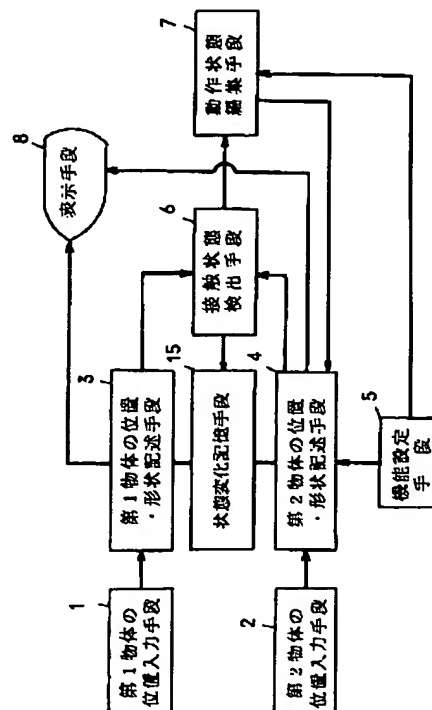 1
第1物体の
位置入力手段
2
第2物体の
位置入力手段
3
第1物体の位置
・形状記述手段
15
状態変化記憶手段
4
第2物体の位置
・形状記述手段
5
機能設定
手段
6
接触状態
検出手段
7
動作状態
編集手段
8
表示手段